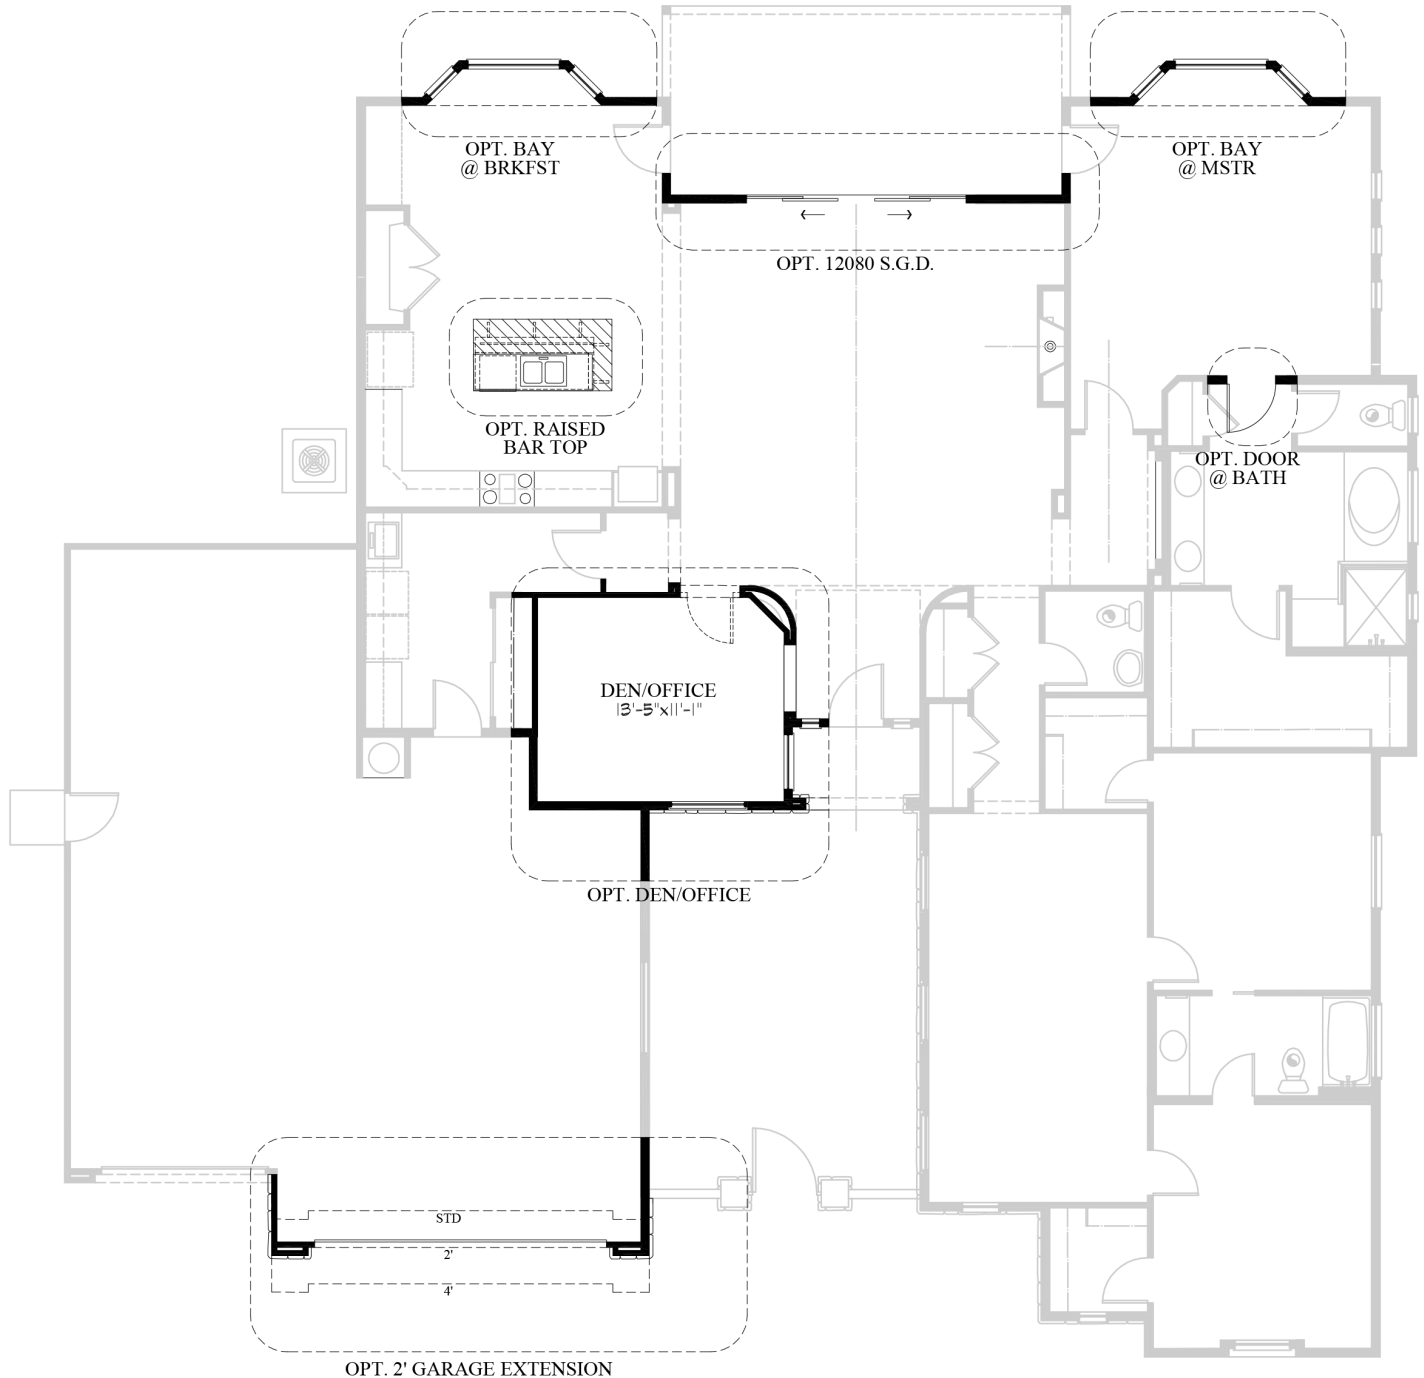 OPT. BAY
@ BRKFST
OPT. BAY
@ MSTR
OPT. 12080 S.G.D.
OPT. RAISED
BAR TOP
OPT. DOOR
@ BATH
DEN/OFFICE
13'-5"x11'-1"
OPT. DEN/OFFICE
STD
2'
4'
OPT. 2' GARAGE EXTENSION